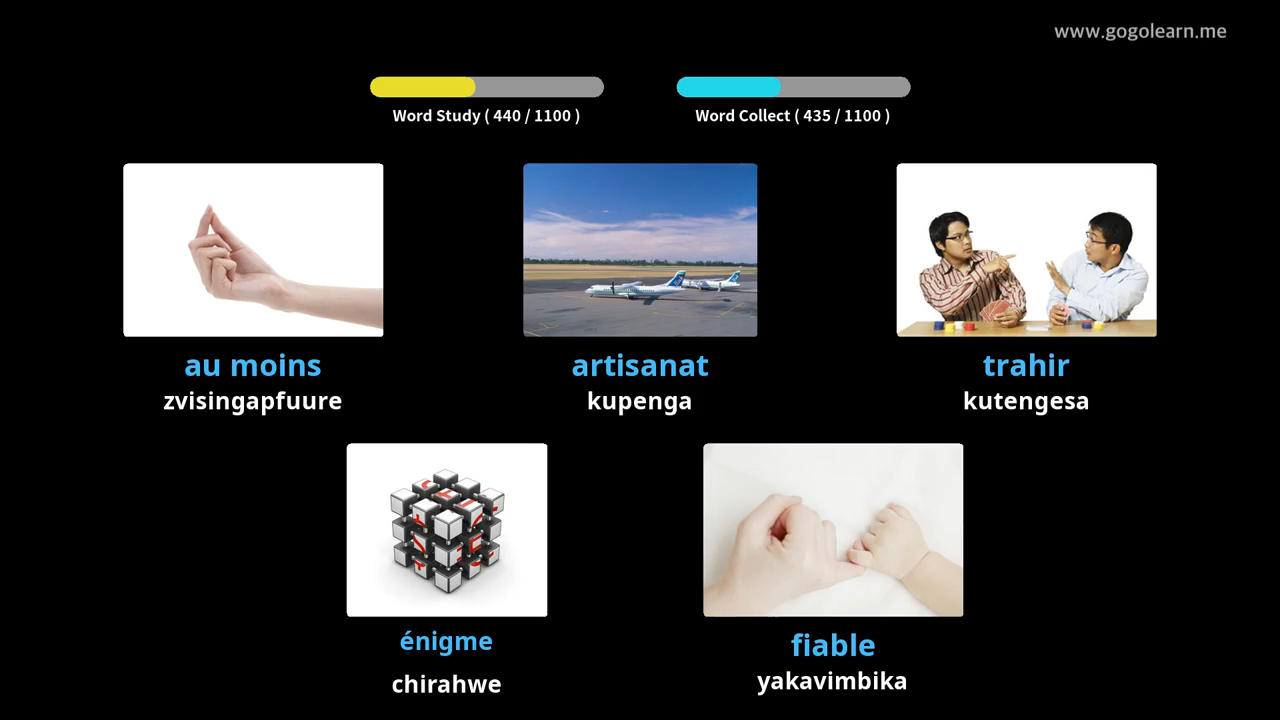 www.gogolearn.me
Word Study ( 440 / 1100 )
Word Collect ( 435 / 1100 )
au moins
zvisingapfuure
artisanat
kupenga
trahir
kutengesa
énigme
chirahwe
fiable
yakavimbika